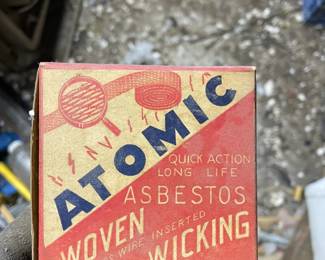 ATOMIC
QUICK ACTION
LONG LIFE
ASBESTOS
WOVEN
WIRE INSERTED
WICKING